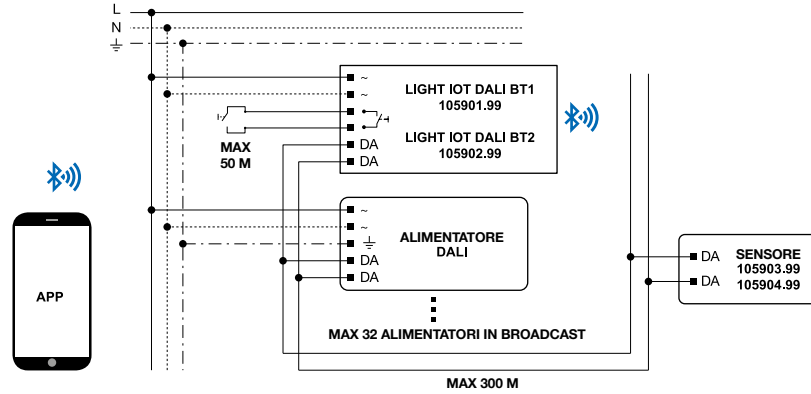 L
N
~
~
LIGHT IOT DALI BT1
105901.99
LIGHT IOT DALI BT2
105902.99
DA
DA
MAX
50 M
~
~
ALIMENTATORE
DALI
DA
DA
DA
DA
SENSORE
105903.99
105904.99
APP
MAX 32 ALIMENTATORI IN BROADCAST
MAX 300 M